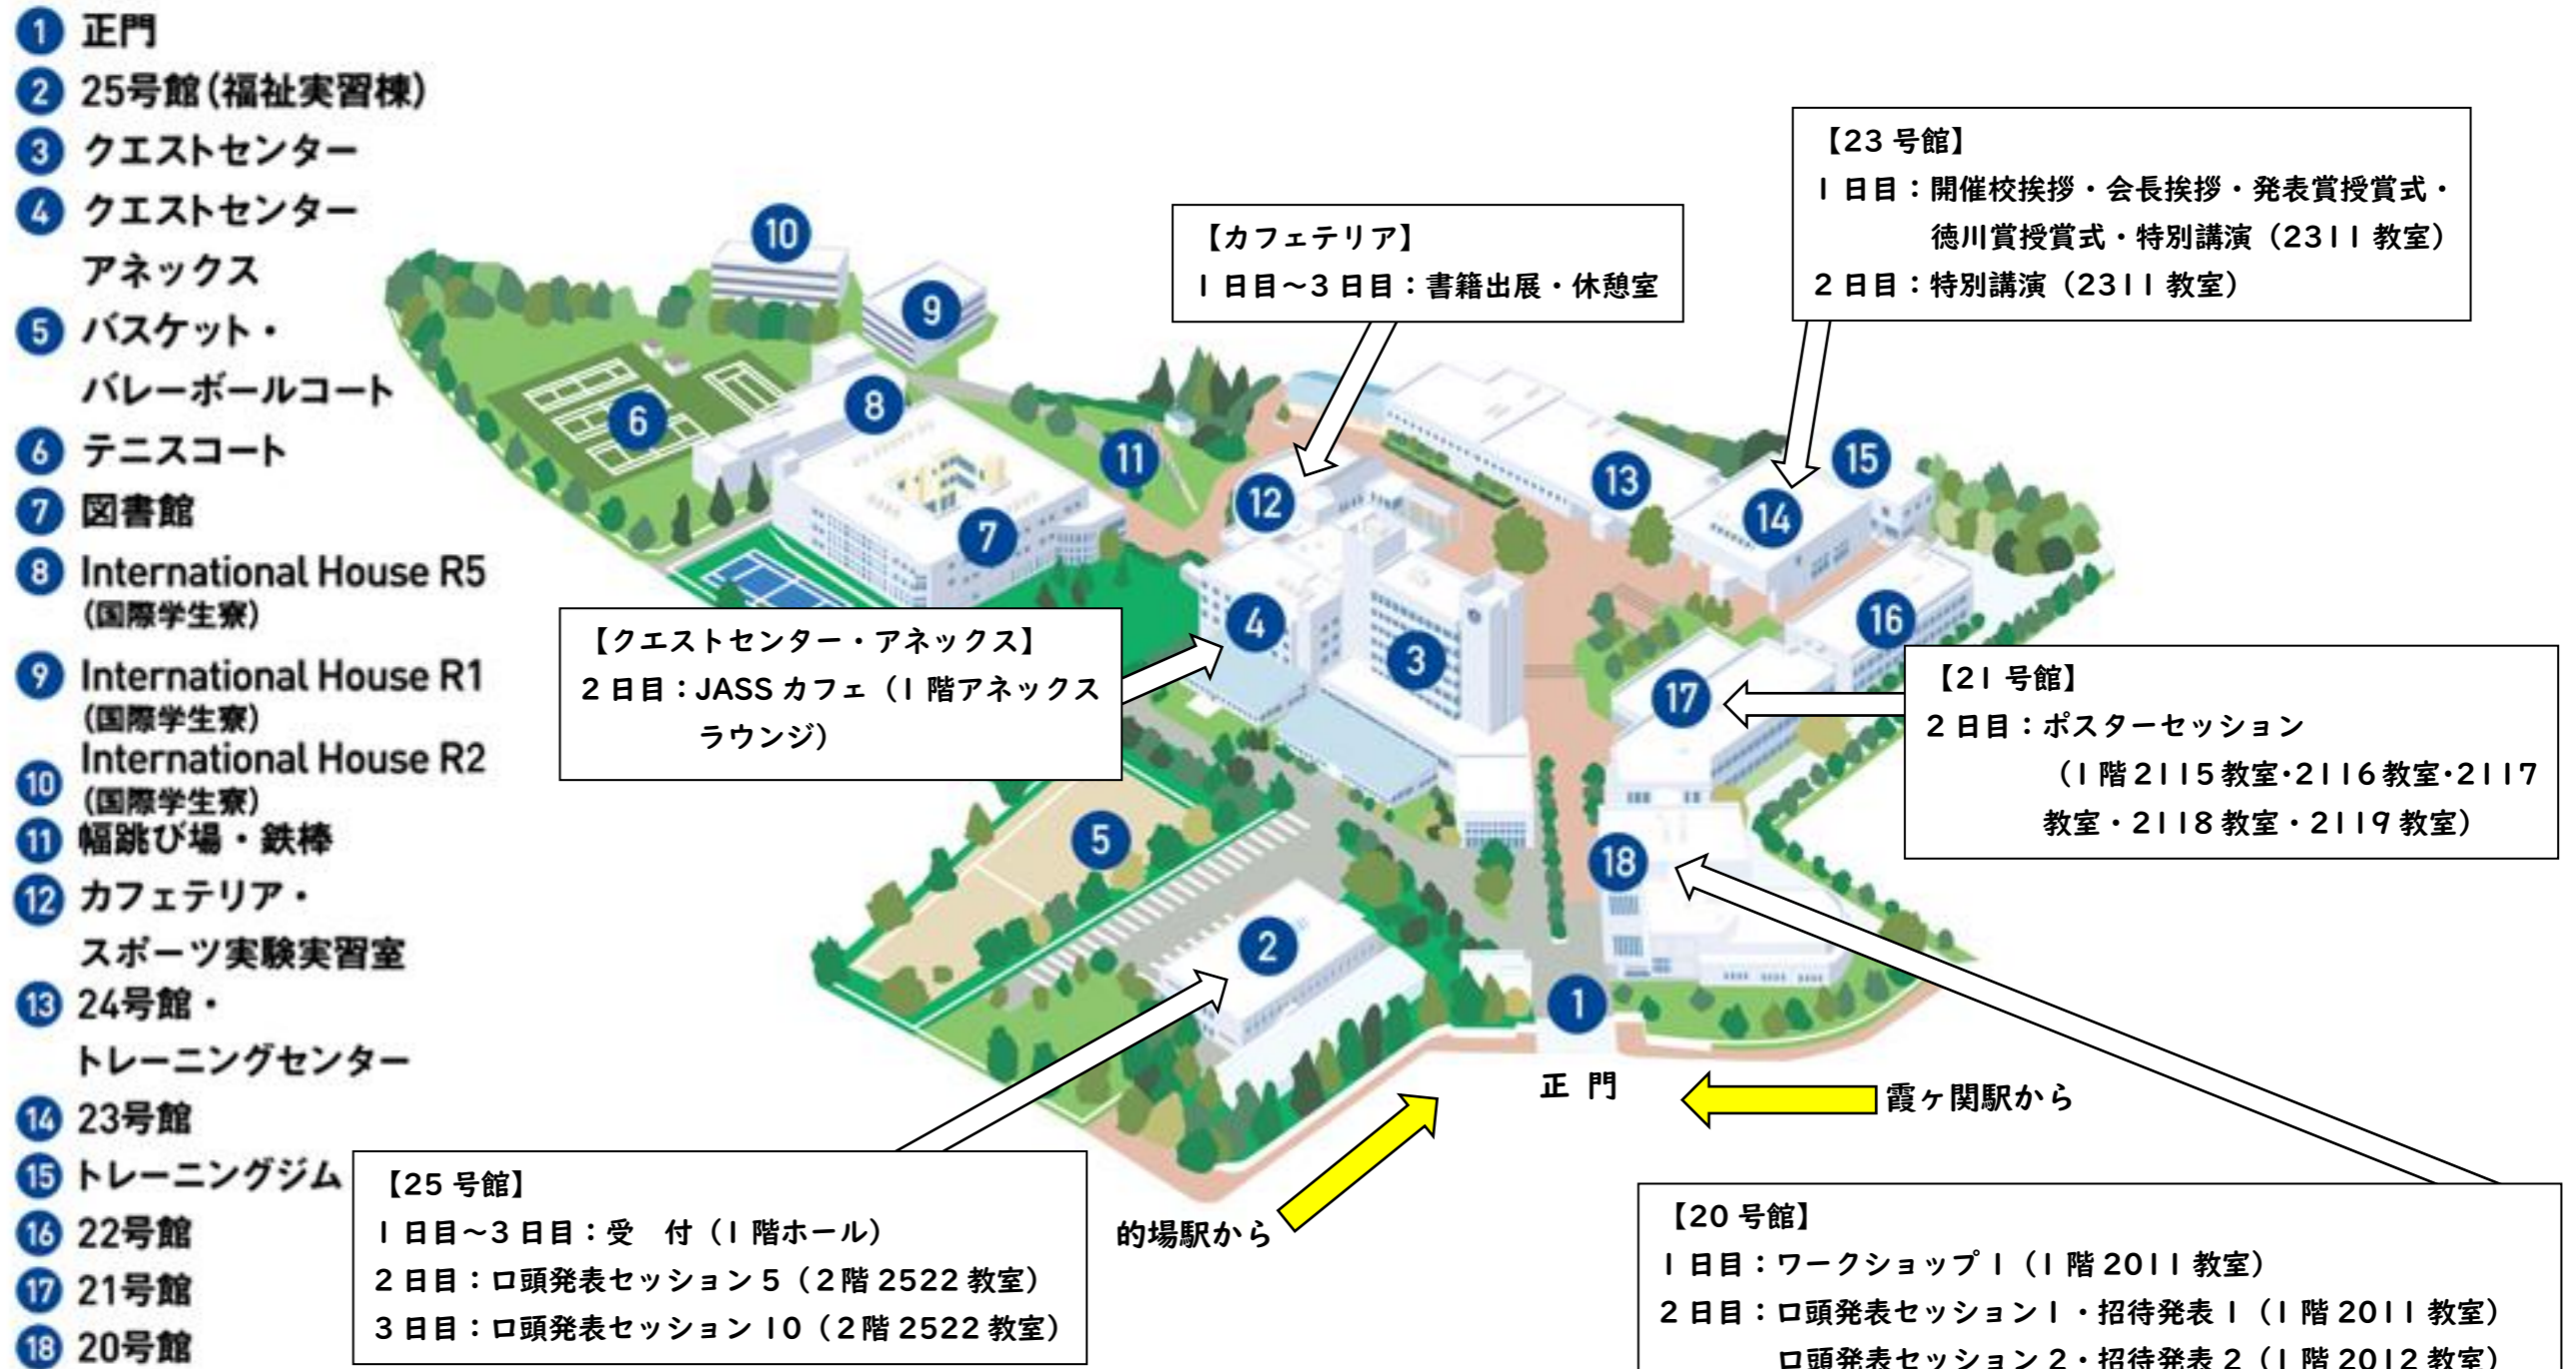 1 正門
2 25号館(福祉実習棟)
3 クエストセンター
4 クエストセンター
アネックス
5 バスケット・
バレーボールコート
6 テニスコート
7 図書館
8 International House R5
(国際学生寮)
9 International House R1
(国際学生寮)
10 International House R2
(国際学生寮)
11 幅跳び場・鉄棒
12 カフェテリア・
スポーツ実験実習室
13 24号館・
トレーニングセンター
14 23号館
15 トレーニングジム
16 22号館
17 21号館
18 20号館
【カフェテリア】
1日目～3日目：書籍出展・休憩室
【23号館】
1日目：開催校挨拶・会長挨拶・発表賞授賞式・
徳川賞授賞式・特別講演（2311教室）
2日目：特別講演（2311教室）
10
9
8
6
11
7
12
13
15
14
16
4
3
17
5
18
2
1
【クエストセンター・アネックス】
2日目：JASSカフェ（1階アネックス
ラウンジ）
【21号館】
2日目：ポスターセッション
（1階2115教室・2116教室・2117
教室・2118教室・2119教室）
正門
霞ヶ関駅から
的場駅から
【25号館】
1日目～3日目：受　付（1階ホール）
2日目：口頭発表セッション5（2階2522教室）
3日目：口頭発表セッション10（2階2522教室）
【20号館】
1日目：ワークショップ1（1階2011教室）
2日目：口頭発表セッション1・招待発表1（1階2011教室）
口頭発表セッション2・招待発表2（1階2012教室）